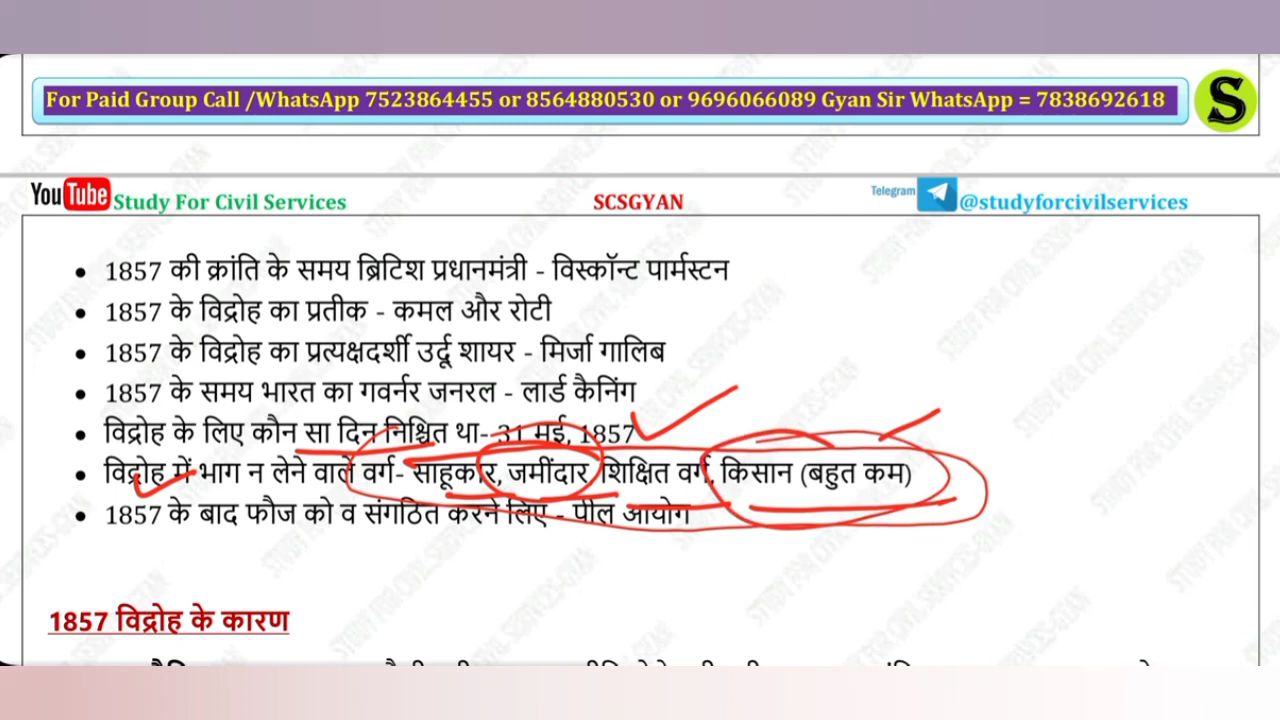 For Paid Group Call /WhatsApp 7523864455 or 8564880530 or 9696066089 Gyan Sir WhatsApp = 7838692618
S
YouTube Study For Civil Services SCSGYAN Telegram @studyforcivilservices
• 1857 की क्रांति के समय ब्रिटिश प्रधानमंत्री - विस्कॉन्ट पार्मस्टन
• 1857 के विद्रोह का प्रतीक - कमल और रोटी
• 1857 के विद्रोह का प्रत्यक्षदर्शी उर्दू शायर - मिर्जा गालिब
• 1857 के समय भारत का गवर्नर जनरल - लार्ड कैनिंग
• विद्रोह के लिए कौन सा दिन निश्चित था--31 मई, 1857
• विद्रोह में भाग न लेने वाले वर्ग- साहूकार, जमींदार शिक्षित वर्ग, किसान (बहुत कम)
• 1857 के बाद फौज को व संगठित करने लिए - पील आयोग
1857 विद्रोह के कारण